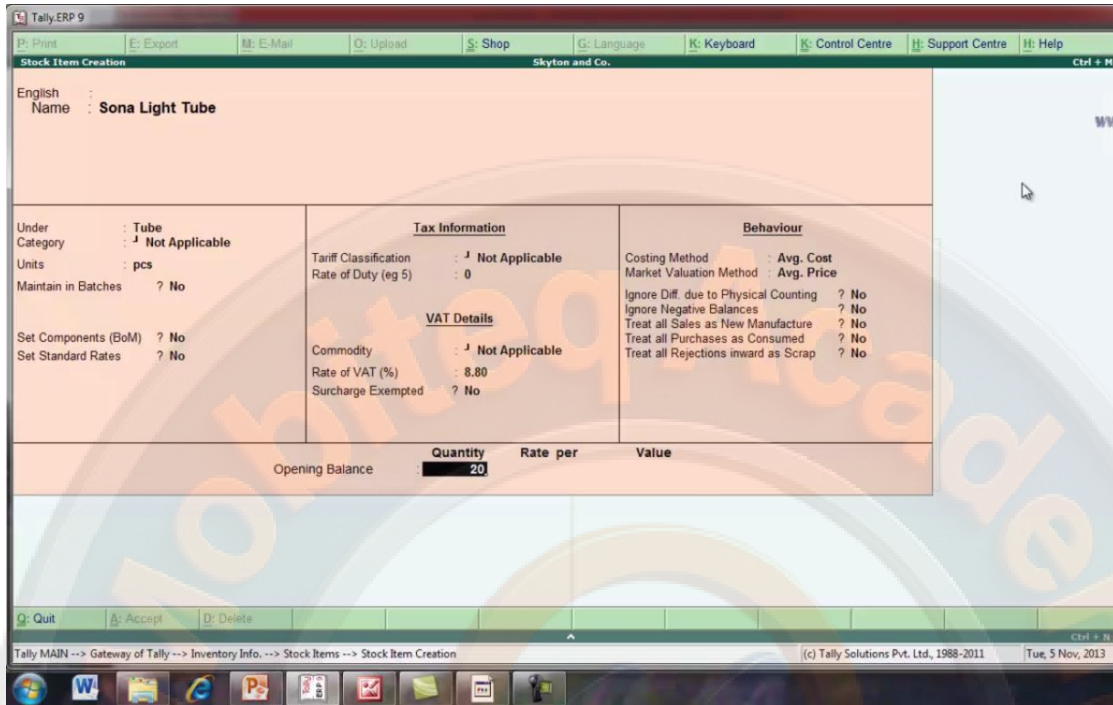 Tally.ERP 9
P: Print E: Export M: E-Mail O: Upload S: Shop G: Language K: Keyboard K: Control Centre H: Support Centre H: Help
Stock Item Creation Skyton and Co. Ctrl + M
English :
Name : Sona Light Tube
Under : Tube
Category : ┘ Not Applicable
Units : pcs
Maintain in Batches ? No
Set Components (BoM) ? No
Set Standard Rates ? No
Tax Information
Tariff Classification : ┘ Not Applicable
Rate of Duty (eg 5) : 0
VAT Details
Commodity : ┘ Not Applicable
Rate of VAT (%) : 8.80
Surcharge Exempted ? No
Behaviour
Costing Method : Avg. Cost
Market Valuation Method : Avg. Price
Ignore Diff. due to Physical Counting ? No
Ignore Negative Balances ? No
Treat all Sales as New Manufacture ? No
Treat all Purchases as Consumed ? No
Treat all Rejections inward as Scrap ? No
Quantity Rate per Value
Opening Balance : 20
Q: Quit A: Accept D: Delete
Ctrl + N
Tally MAIN --> Gateway of Tally --> Inventory Info. --> Stock Items --> Stock Item Creation (c) Tally Solutions Pvt. Ltd., 1988-2011 Tue, 5 Nov, 2013
Mobiteq Acade